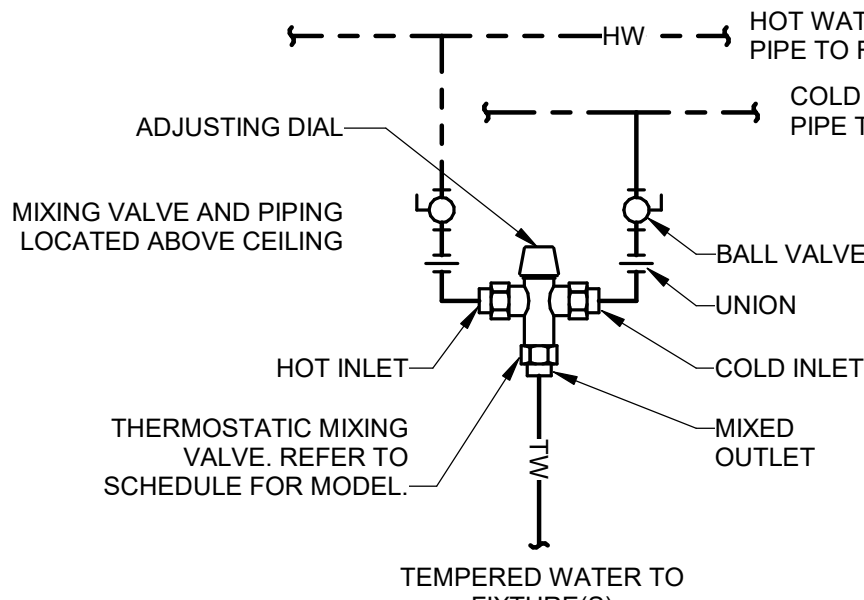 HOT WAT
PIPE TO F
HW
COLD
PIPE T
ADJUSTING DIAL
MIXING VALVE AND PIPING
LOCATED ABOVE CEILING
BALL VALVE
UNION
HOT INLET
COLD INLET
THERMOSTATIC MIXING
VALVE. REFER TO
SCHEDULE FOR MODEL.
MIXED
OUTLET
TW
TEMPERED WATER TO
FIXTURE(S)